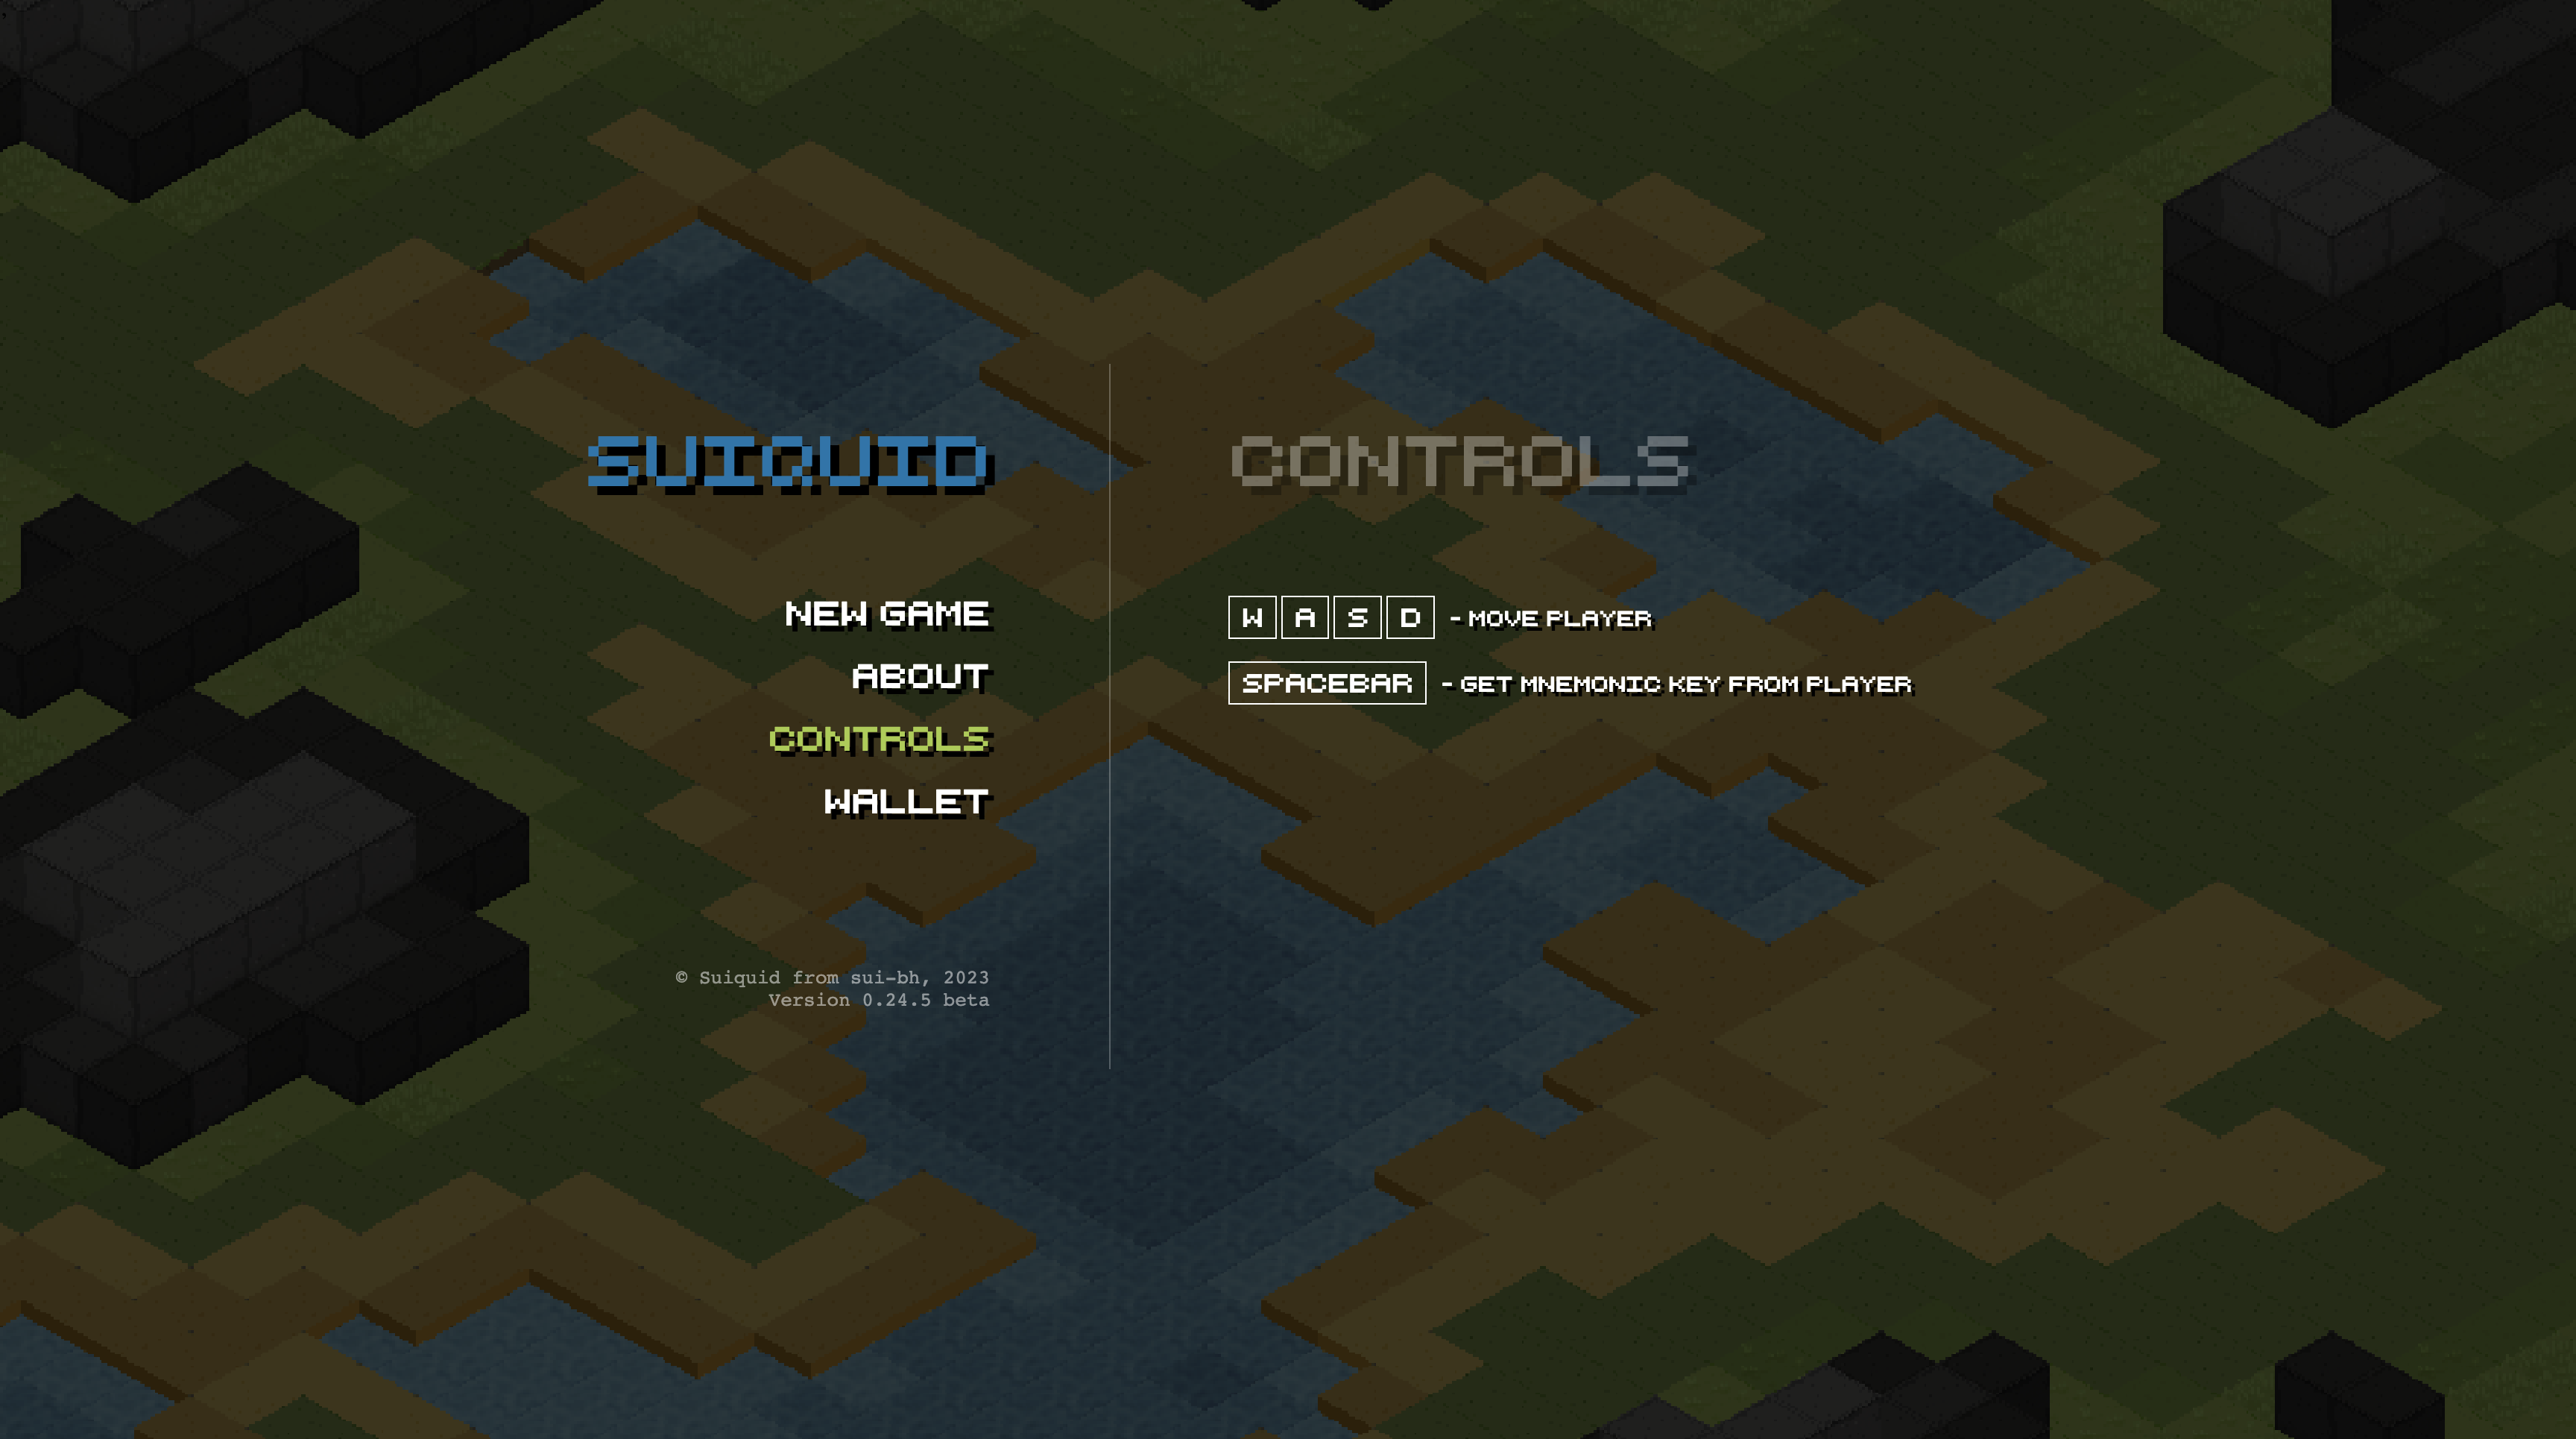 SUIQUID
NEW GAME
ABOUT
CONTROLS
WALLET
© Suiquid from sui-bh, 2023
Version 0.24.5 beta
CONTROLS
W A S D - MOVE PLAYER
SPACEBAR - GET MNEMONIC KEY FROM PLAYER